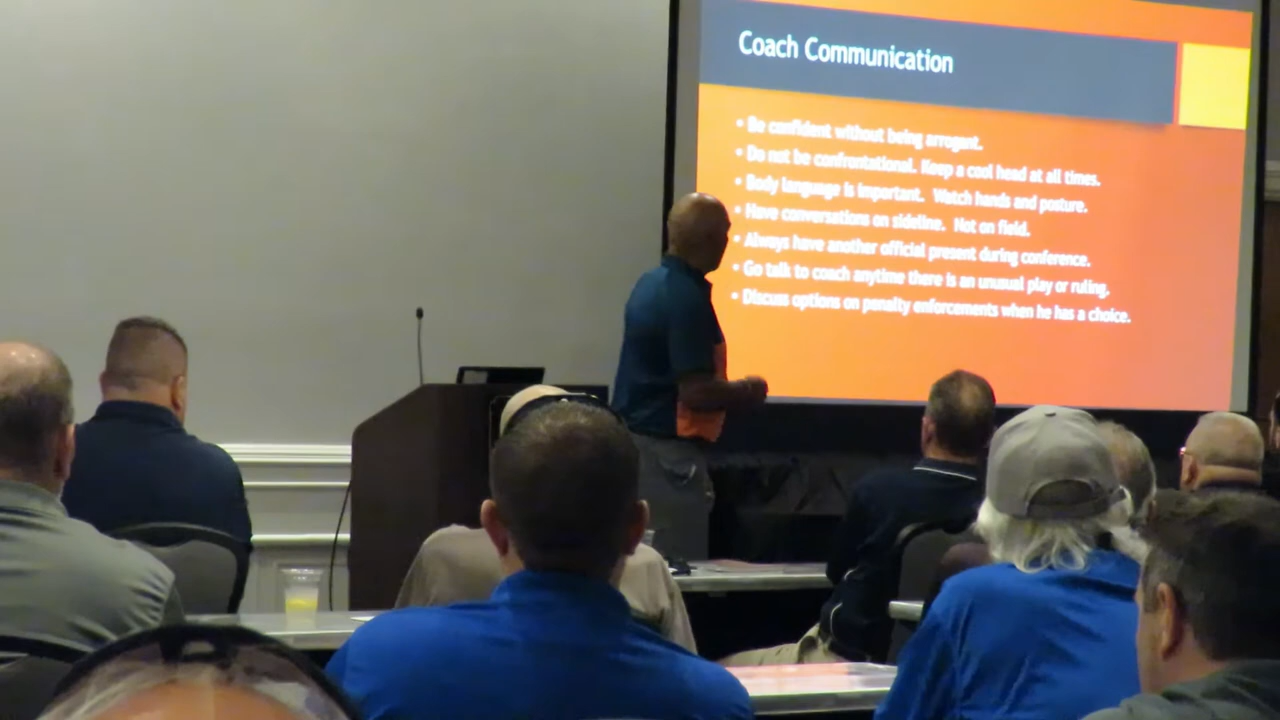 Coach Communication
• Be confident without being arrogant.
• Do not be confrontational. Keep a cool head at all times.
• Body language is important. Watch hands and posture.
• Have conversations on sideline. Not on field.
• Always have another official present during conference.
• Go talk to coach anytime there is an unusual play or ruling.
• Discuss options on penalty enforcements when he has a choice.